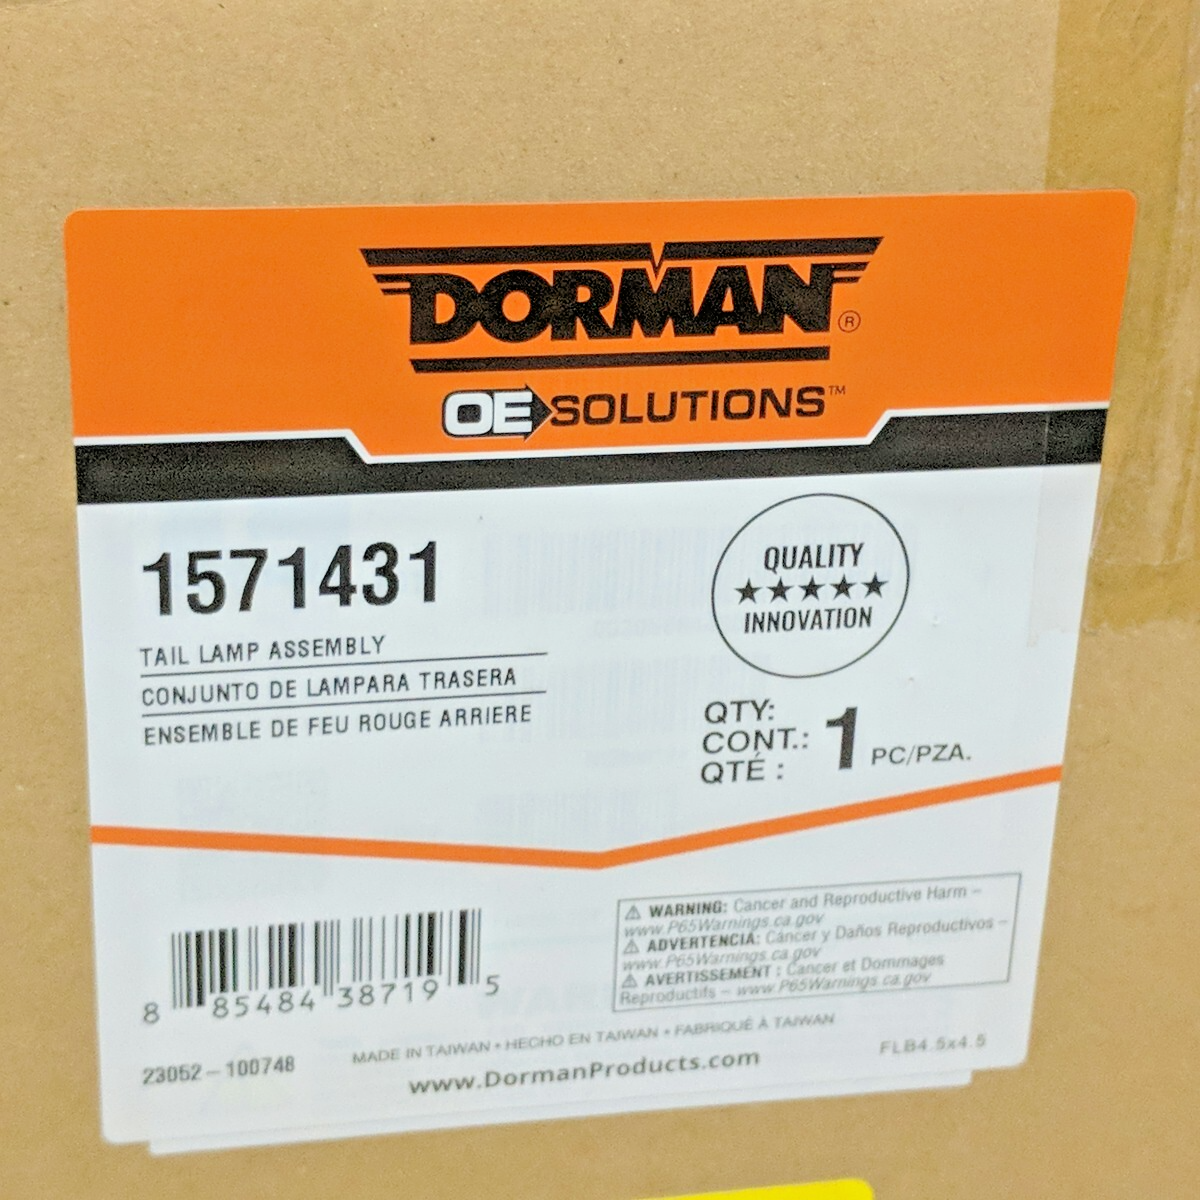 DORMAN®
OE SOLUTIONS™
1571431
TAIL LAMP ASSEMBLY
CONJUNTO DE LAMPARA TRASERA
ENSEMBLE DE FEU ROUGE ARRIERE
QUALITY
★★★★★
INNOVATION
QTY:
CONT.: 1 PC/PZA.
QTÉ :
⚠ WARNING: Cancer and Reproductive Harm –
www.P65Warnings.ca.gov
⚠ ADVERTENCIA: Cáncer y Daños Reproductivos –
www.P65Warnings.ca.gov
⚠ AVERTISSEMENT : Cancer et Dommages
Reproductifs – www.P65Warnings.ca.gov
8 85484 38719 5
MADE IN TAIWAN • HECHO EN TAIWAN • FABRIQUÉ À TAIWAN
23052–100748
www.DormanProducts.com
FLB4.5x4.5